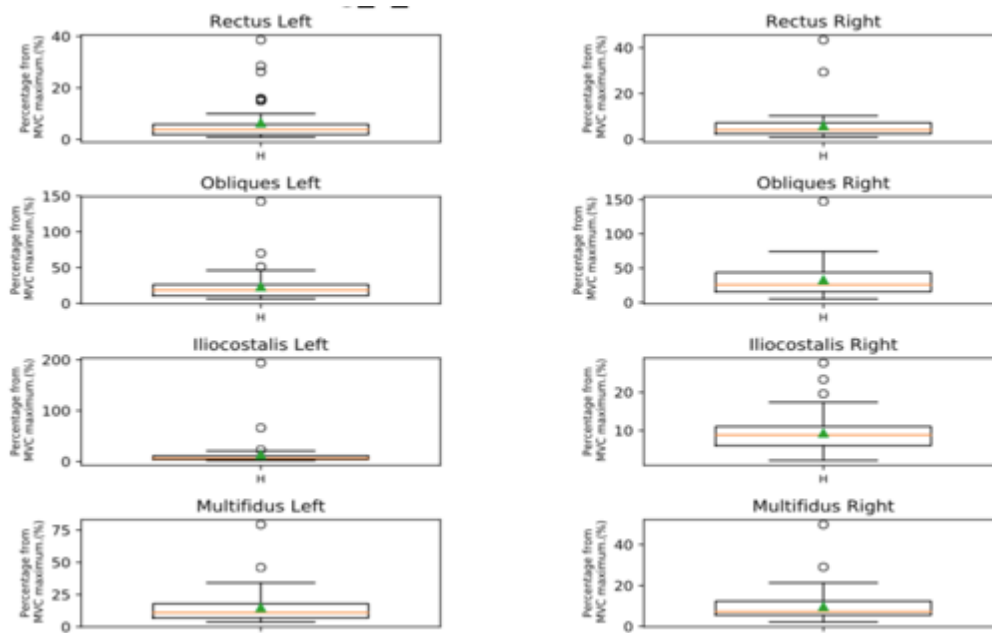 Rectus Left
Percentage from
MVC maximum.(%)
40
20
0
H
Rectus Right
Percentage from
MVC maximum.(%)
40
20
0
H
Obliques Left
Percentage from
MVC maximum.(%)
150
100
50
0
H
Obliques Right
Percentage from
MVC maximum.(%)
150
100
50
0
H
Iliocostalis Left
Percentage from
MVC maximum.(%)
200
100
0
H
Iliocostalis Right
Percentage from
MVC maximum.(%)
20
10
H
Multifidus Left
Percentage from
MVC maximum.(%)
75
50
25
0
Multifidus Right
Percentage from
MVC maximum.(%)
40
20
0